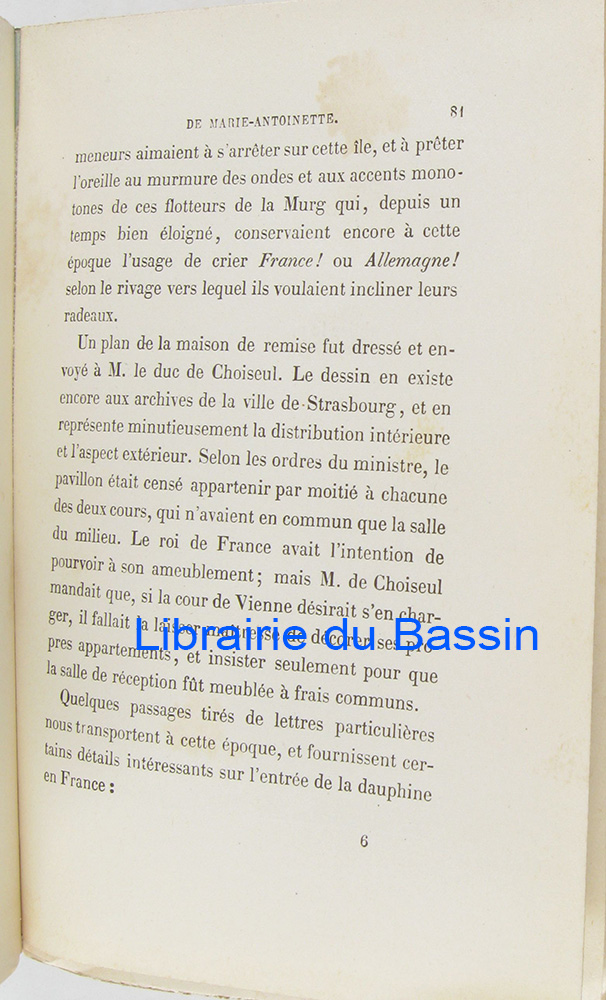 DE MARIE-ANTOINETTE. 81
meneurs aimaient à s'arrêter sur cette île, et à prêter
l'oreille au murmure des ondes et aux accents mono-
tones de ces flotteurs de la Murg qui, depuis un
temps bien éloigné, conservaient encore à cette
époque l'usage de crier France! ou Allemagne!
selon le rivage vers lequel ils voulaient incliner leurs
radeaux.
Un plan de la maison de remise fut dressé et en-
voyé à M. le duc de Choiseul. Le dessin en existe
encore aux archives de la ville de Strasbourg, et en
représente minutieusement la distribution intérieure
et l'aspect extérieur. Selon les ordres du ministre, le
pavillon était censé appartenir par moitié à chacune
des deux cours, qui n'avaient en commun que la salle
du milieu. Le roi de France avait l'intention de
pourvoir à son ameublement; mais M. de Choiseul
mandait que, si la cour de Vienne désirait s'en char-
ger, il fallait la laisser maîtresse de décorer ses pro-
Librairie du Bassin
pres appartements, et insister seulement pour que
la salle de réception fût meublée à frais communs.
Quelques passages tirés de lettres particulières
nous transportent à cette époque, et fournissent cer-
tains détails intéressants sur l'entrée de la dauphine
en France:
6